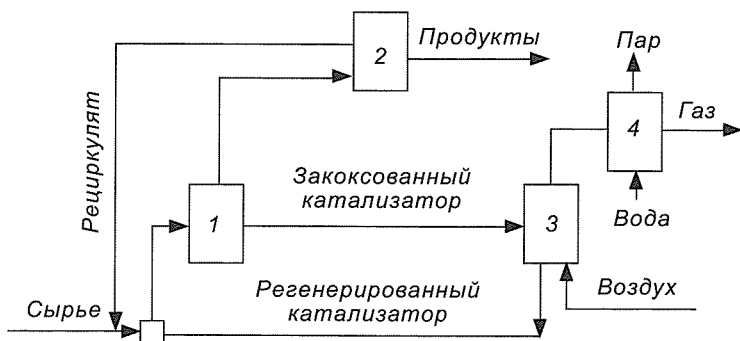 Продукты
2
Пар
Газ
4
Рециркулят
Закоксованный
катализатор
1
3
Вода
Регенерированный
катализатор
Воздух
Сырье